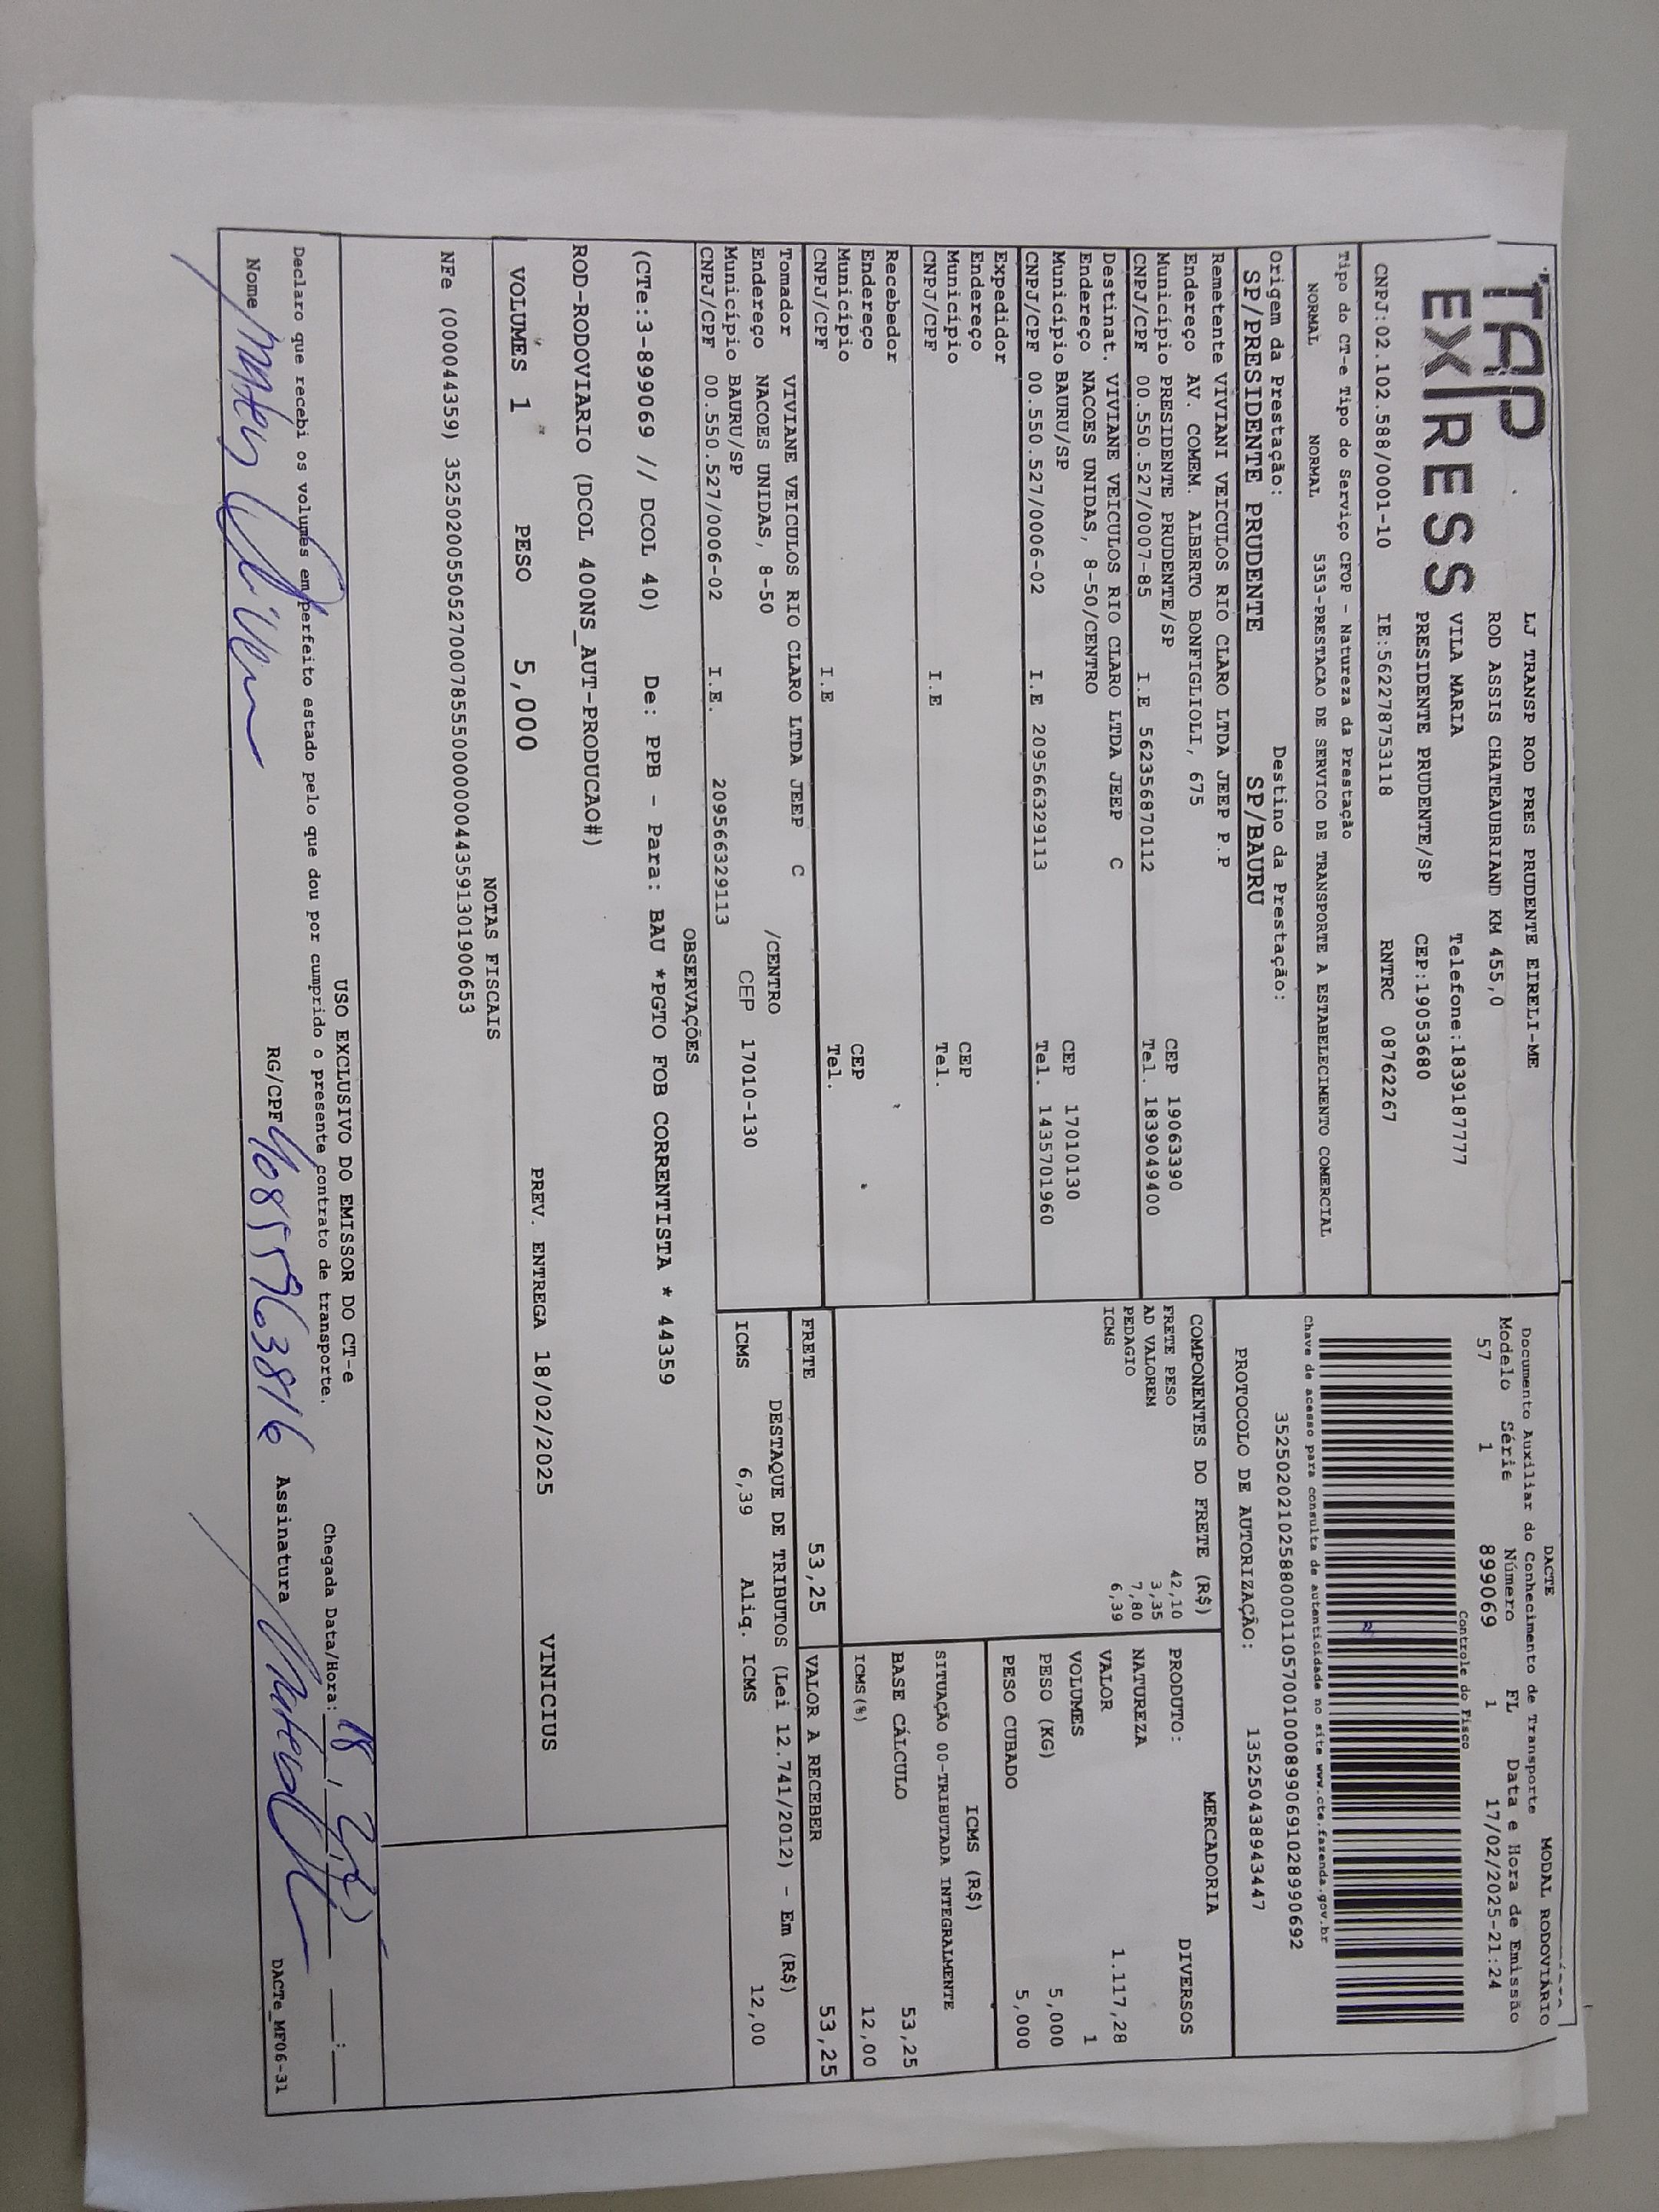 TAP
EXPRESS
LJ TRANSP ROD PRES PRUDENTE EIRELI-ME
ROD ASSIS CHATEAUBRIAND KM 455,0
VILA MARIA Telefone:1839187777
PRESIDENTE PRUDENTE/SP CEP:19053680
CNPJ:02.102.588/0001-10 IE:562278753118 RNTRC 08762267
DACTE MODAL RODOVIÁRIO
Documento Auxiliar do Conhecimento de Transporte
Modelo Série Número FL Data e Hora de Emissão
57 1 899069 1 17/02/2025-21:24
Controle do Fisco
Chave de acesso para consulta de autenticidade no site www.cte.fazenda.gov.br
35250202102588000110570010008990691028990692
PROTOCOLO DE AUTORIZAÇÃO: 135250438943447
Tipo do CT-e Tipo do Serviço CFOP - Natureza da Prestação
NORMAL NORMAL 5353-PRESTACAO DE SERVICO DE TRANSPORTE A ESTABELECIMENTO COMERCIAL
Origem da Prestação: Destino da Prestação:
SP/PRESIDENTE PRUDENTE SP/BAURU
Remetente VIVIANI VEICULOS RIO CLARO LTDA JEEP P.P
Endereço AV. COMEM. ALBERTO BONFIGLIOLI, 675
Município PRESIDENTE PRUDENTE/SP CEP 19063390
CNPJ/CPF 00.550.527/0007-85 I.E 562356870112 Tel. 1839049400
Destinat. VIVIANE VEICULOS RIO CLARO LTDA JEEP C
Endereço NACOES UNIDAS, 8-50/CENTRO
Município BAURU/SP CEP 17010130
CNPJ/CPF 00.550.527/0006-02 I.E 209566329113 Tel. 1435701960
Expedidor
Endereço
Município CEP
CNPJ/CPF I.E Tel.
Recebedor
Endereço
Município CEP
CNPJ/CPF I.E Tel.
Tomador VIVIANE VEICULOS RIO CLARO LTDA JEEP C
Endereço NACOES UNIDAS, 8-50 /CENTRO
Município BAURU/SP CEP 17010-130
CNPJ/CPF 00.550.527/0006-02 I.E. 209566329113
COMPONENTES DO FRETE (R$)
FRETE PESO 42,10
AD VALOREM 3,35
PEDAGIO 7,80
ICMS 6,39
MERCADORIA
PRODUTO: DIVERSOS
NATUREZA
VALOR 1.117,28
VOLUMES 1
PESO (KG) 5,000
PESO CUBADO 5,000
ICMS (R$)
SITUAÇÃO 00-TRIBUTADA INTEGRALMENTE
BASE CÁLCULO 53,25
ICMS(%) 12,00
FRETE 53,25 VALOR A RECEBER 53,25
DESTAQUE DE TRIBUTOS (Lei 12.741/2012) - Em (R$)
ICMS 6,39 Aliq. ICMS 12,00
OBSERVAÇÕES
(CTe:3-899069 // DCOL 40) De: PPB - Para: BAU *PGTO FOB CORRENTISTA * 44359
ROD-RODOVIARIO (DCOL 400NS_AUT-PRODUCAO#)
VOLUMES 1 PESO 5,000 PREV. ENTREGA 18/02/2025 VINICIUS
NOTAS FISCAIS
NFe (000044359) 35250200550527000785550000000443591301900653
USO EXCLUSIVO DO EMISSOR DO CT-e
Declaro que recebi os volumes em perfeito estado pelo que dou por cumprido o presente contrato de transporte.
Chegada Data/Hora: __:__
Nome RG/CPF Assinatura
DACTe_MF06-31